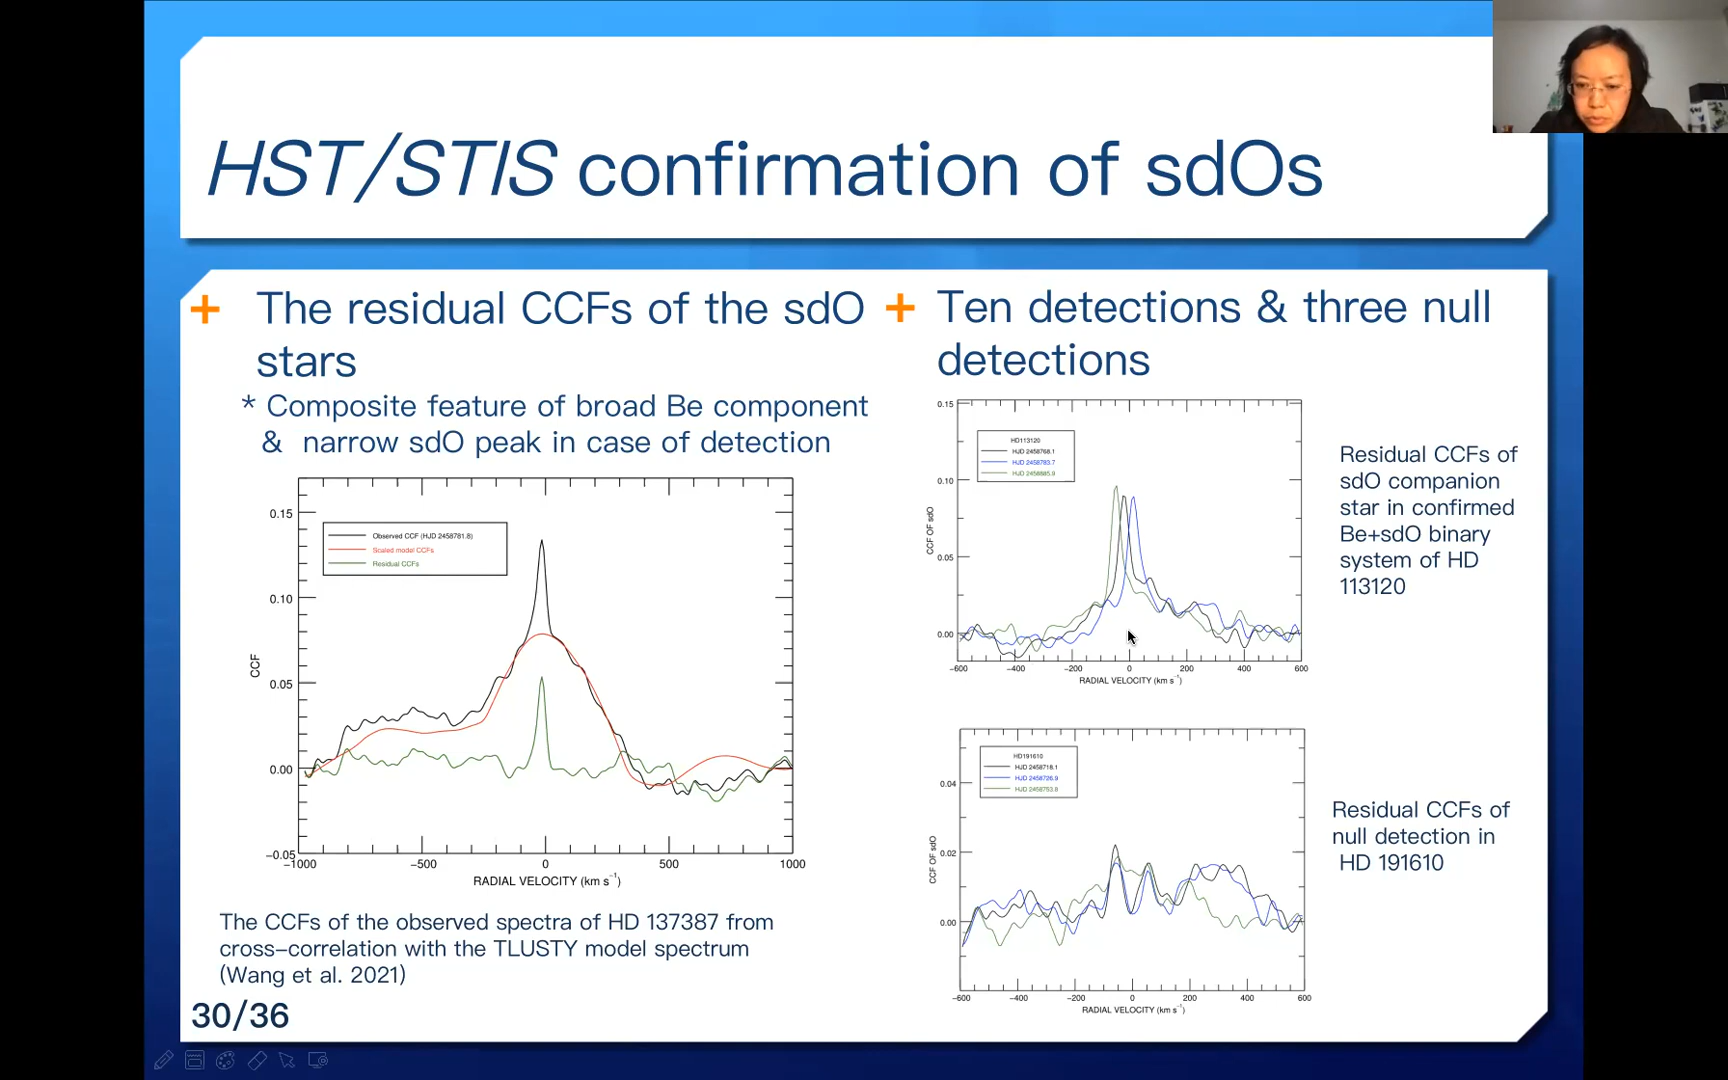 HST/STIS confirmation of sdOs
The residual CCFs of the sdO
stars
* Composite feature of broad Be component
& narrow sdO peak in case of detection
0.15
0.10
0.05
0.00
-0.05
CCF
Observed CCF (HJD 2458781.8)
Scaled model CCFs
Residual CCFs
-1000 -500 0 500 1000
RADIAL VELOCITY (km s⁻¹)
The CCFs of the observed spectra of HD 137387 from
cross-correlation with the TLUSTY model spectrum
(Wang et al. 2021)
30/36
Ten detections & three null
detections
0.15
0.10
0.05
0.00
CCF OF sdO
HD113120
HJD 2458768.1
HJD 2458783.7
HJD 2458885.9
-600 -400 -200 0 200 400 600
RADIAL VELOCITY (km s⁻¹)
Residual CCFs of
sdO companion
star in confirmed
Be+sdO binary
system of HD
113120
0.04
0.02
0.00
CCF OF sdO
HD191610
HJD 2458718.1
HJD 2458726.9
HJD 2458753.8
-600 -400 -200 0 200 400 600
RADIAL VELOCITY (km s⁻¹)
Residual CCFs of
null detection in
HD 191610